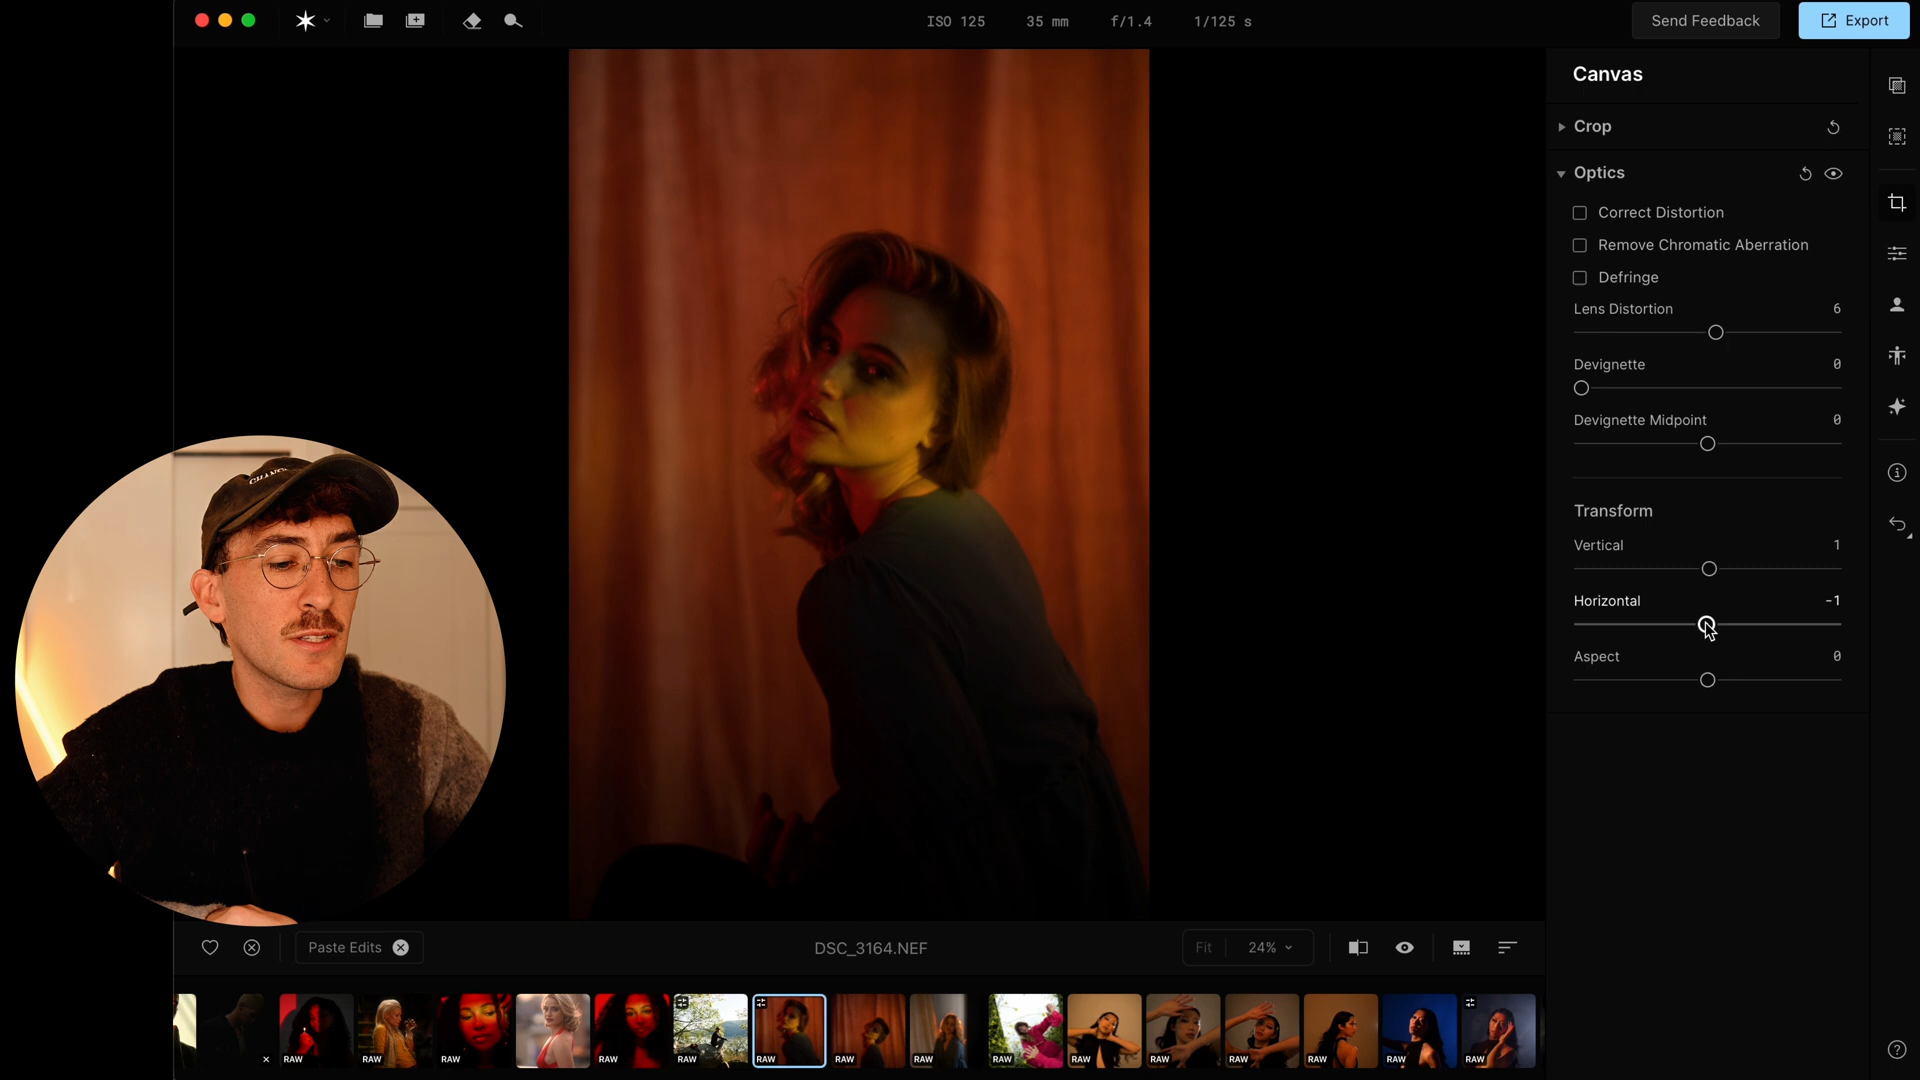 ISO 125 35 mm f/1.4 1/125 s
Send Feedback
Export
Canvas
Crop
Optics
Correct Distortion
Remove Chromatic Aberration
Defringe
Lens Distortion 6
Devignette 0
Devignette Midpoint 0
Transform
Vertical 1
Horizontal -1
Aspect 0
Paste Edits
DSC_3164.NEF
Fit 24%
RAW RAW RAW RAW RAW RAW RAW RAW RAW RAW RAW RAW RAW RAW RAW